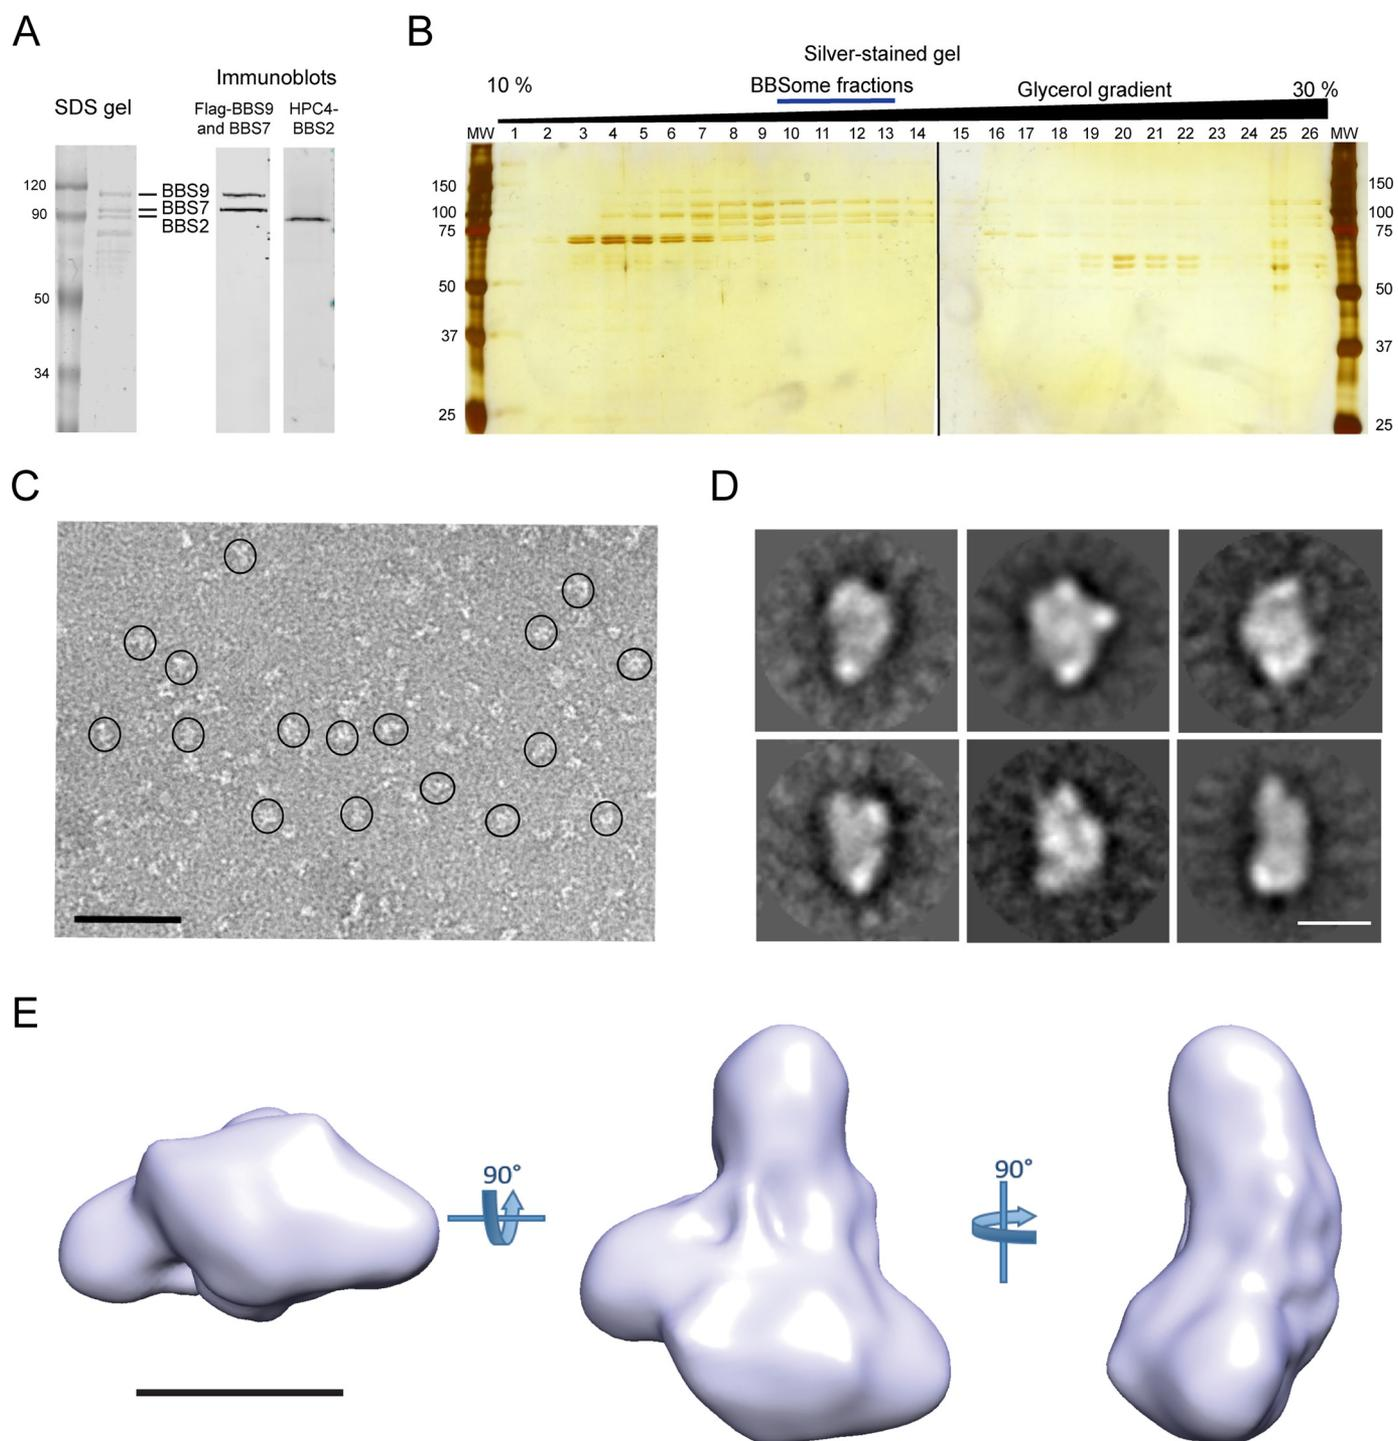 A
Immunoblots
SDS gel
Flag-BBS9
and BBS7
HPC4-
BBS2
120
90
50
34
BBS9
BBS7
BBS2
B
Silver-stained gel
10 %
BBSome fractions
Glycerol gradient
30 %
MW 1 2 3 4 5 6 7 8 9 10 11 12 13 14 15 16 17 18 19 20 21 22 23 24 25 26 MW
150
100
75
50
37
25
150
100
75
50
37
25
C
D
E
90°
90°